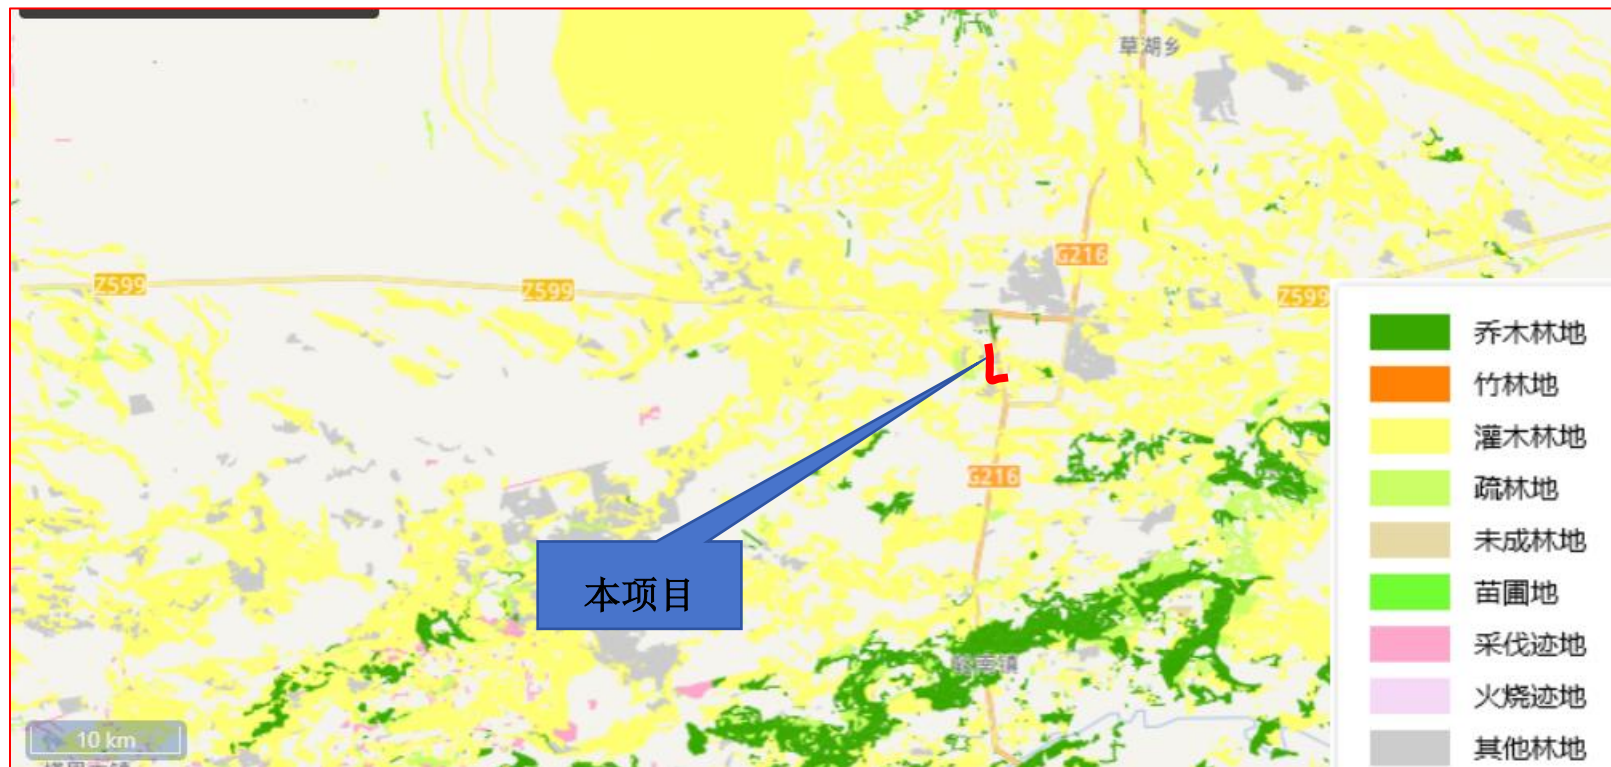 草湖乡
G216
Z599
Z599
Z599
G216
本项目
10 km
乔木林地
竹林地
灌木林地
疏林地
未成林地
苗圃地
采伐迹地
火烧迹地
其他林地